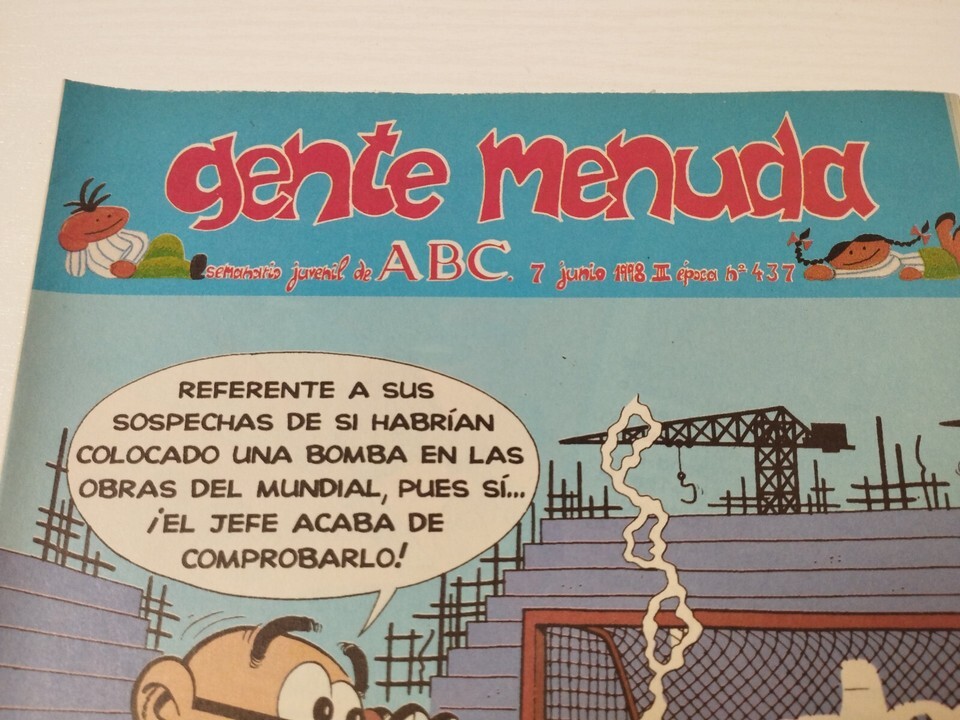 gente menuda
semanario juvenil de ABC. 7 junio 1998. III época nº 437
REFERENTE A SUS
SOSPECHAS DE SI HABRÍAN
COLOCADO UNA BOMBA EN LAS
OBRAS DEL MUNDIAL, PUES SÍ...
¡EL JEFE ACABA DE
COMPROBARLO!